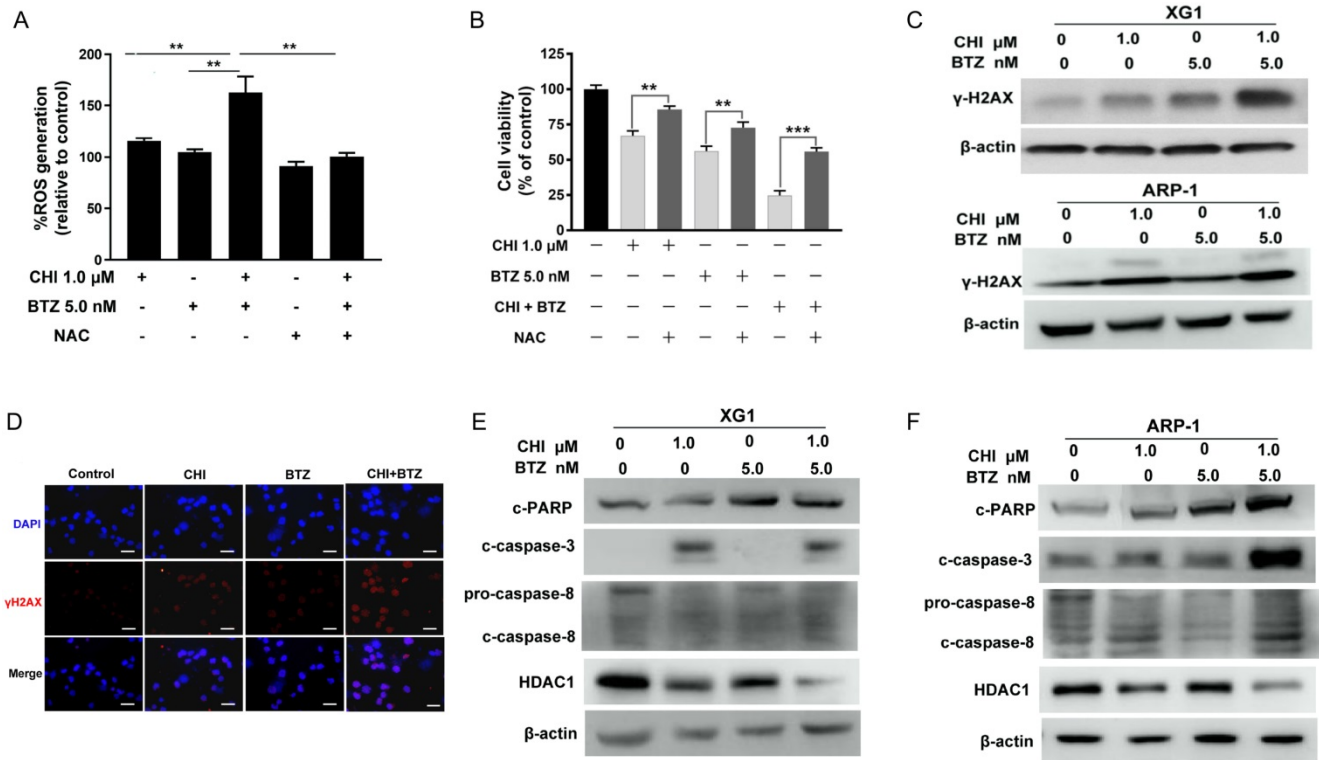 A
%ROS generation
(relative to control)
200
150
100
50
0
** **
**
CHI 1.0 μM + - + - +
BTZ 5.0 nM - + + - +
NAC - - - + +
B
Cell viability
(% of control)
125
100
75
50
25
0
** ** ***
CHI 1.0 μM − + + − − − −
BTZ 5.0 nM − − − + + − −
CHI + BTZ − − − − − + +
NAC − − + − + − +
C
XG1
CHI μM 0 1.0 0 1.0
BTZ nM 0 0 5.0 5.0
γ-H2AX
β-actin
ARP-1
CHI μM 0 1.0 0 1.0
BTZ nM 0 0 5.0 5.0
γ-H2AX
β-actin
D
Control CHI BTZ CHI+BTZ
DAPI
γH2AX
Merge
E
XG1
CHI μM 0 1.0 0 1.0
BTZ nM 0 0 5.0 5.0
c-PARP
c-caspase-3
pro-caspase-8
c-caspase-8
HDAC1
β-actin
F
ARP-1
CHI μM 0 1.0 0 1.0
BTZ nM 0 0 5.0 5.0
c-PARP
c-caspase-3
pro-caspase-8
c-caspase-8
HDAC1
β-actin